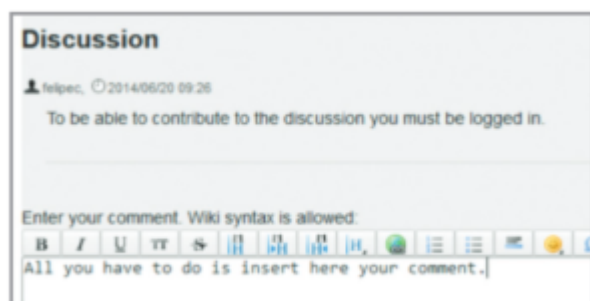 Discussion
felipec, 2014/06/20 09:26
To be able to contribute to the discussion you must be logged in.
Enter your comment. Wiki syntax is allowed:
B I U TT S
All you have to do is insert here your comment.